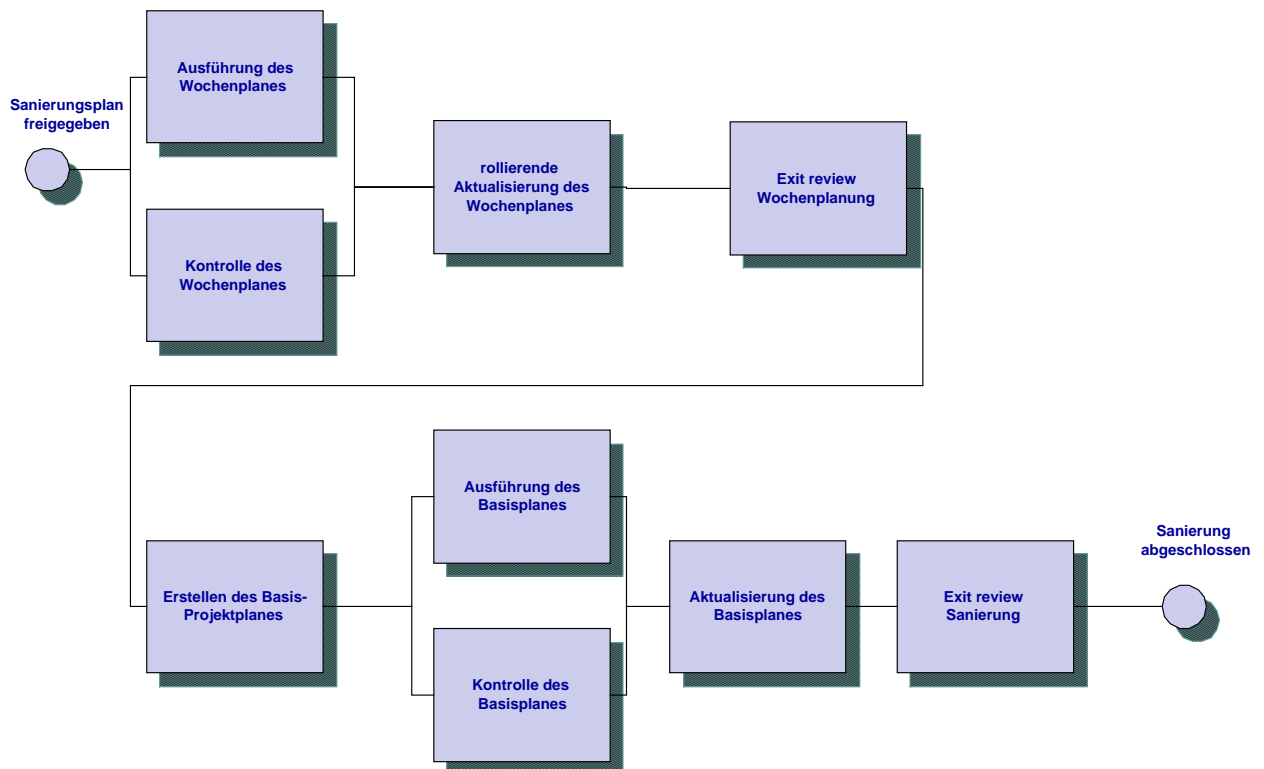 Sanierungsplan
freigegeben
Ausführung des
Wochenplanes
Kontrolle des
Wochenplanes
rollierende
Aktualisierung des
Wochenplanes
Exit review
Wochenplanung
Erstellen des Basis-
Projektplanes
Ausführung des
Basisplanes
Kontrolle des
Basisplanes
Aktualisierung des
Basisplanes
Exit review
Sanierung
Sanierung
abgeschlossen